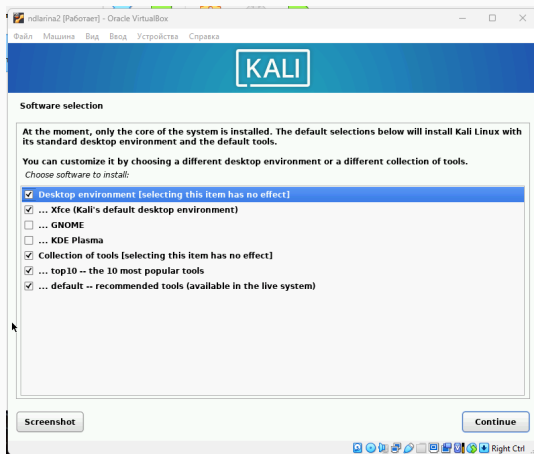 ndlarina2 [Работает] - Oracle VirtualBox
Файл Машина Вид Ввод Устройства Справка
KALI
Software selection
At the moment, only the core of the system is installed. The default selections below will install Kali Linux with
its standard desktop environment and the default tools.
You can customize it by choosing a different desktop environment or a different collection of tools.
Choose software to install:
Desktop environment [selecting this item has no effect]
... Xfce (Kali's default desktop environment)
... GNOME
... KDE Plasma
Collection of tools [selecting this item has no effect]
... top10 -- the 10 most popular tools
... default -- recommended tools (available in the live system)
Screenshot Continue
Right Ctrl